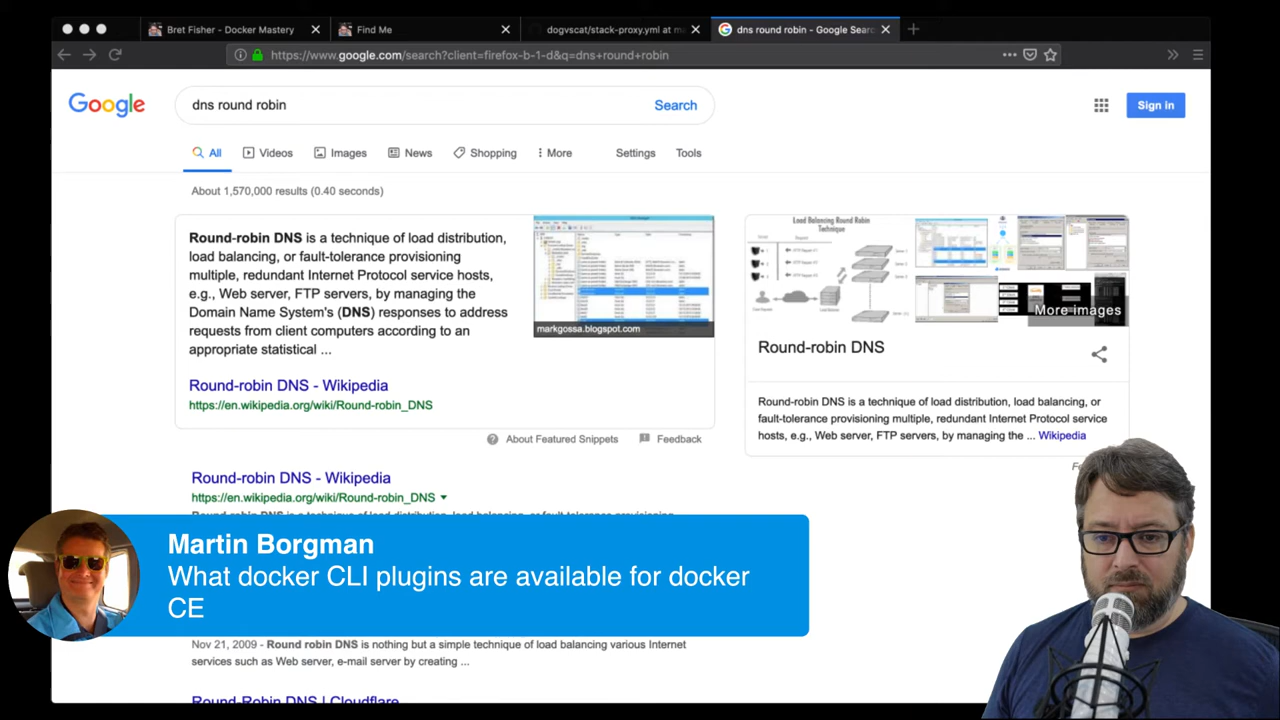 Bret Fisher - Docker Mastery
Find Me
dogvscat/stack-proxy.yml at m
dns round robin - Google Sear
https://www.google.com/search?client=firefox-b-1-d&q=dns+round+robin
Google
dns round robin
Search
Sign in
All
Videos
Images
News
Shopping
More
Settings
Tools
About 1,570,000 results (0.40 seconds)
Round-robin DNS is a technique of load distribution,
load balancing, or fault-tolerance provisioning
multiple, redundant Internet Protocol service hosts,
e.g., Web server, FTP servers, by managing the
Domain Name System's (DNS) responses to address
requests from client computers according to an
appropriate statistical ...
markgossa.blogspot.com
Round-robin DNS - Wikipedia
https://en.wikipedia.org/wiki/Round-robin_DNS
About Featured Snippets
Feedback
Load Balancing Round Robin
Technique
More images
Round-robin DNS
Round-robin DNS is a technique of load distribution, load balancing, or
fault-tolerance provisioning multiple, redundant Internet Protocol service
hosts, e.g., Web server, FTP servers, by managing the ... Wikipedia
Round-robin DNS - Wikipedia
https://en.wikipedia.org/wiki/Round-robin_DNS
Martin Borgman
What docker CLI plugins are available for docker
CE
Nov 21, 2009 - Round robin DNS is nothing but a simple technique of load balancing various Internet
services such as Web server, e-mail server by creating ...
Round-Robin DNS | Cloudflare